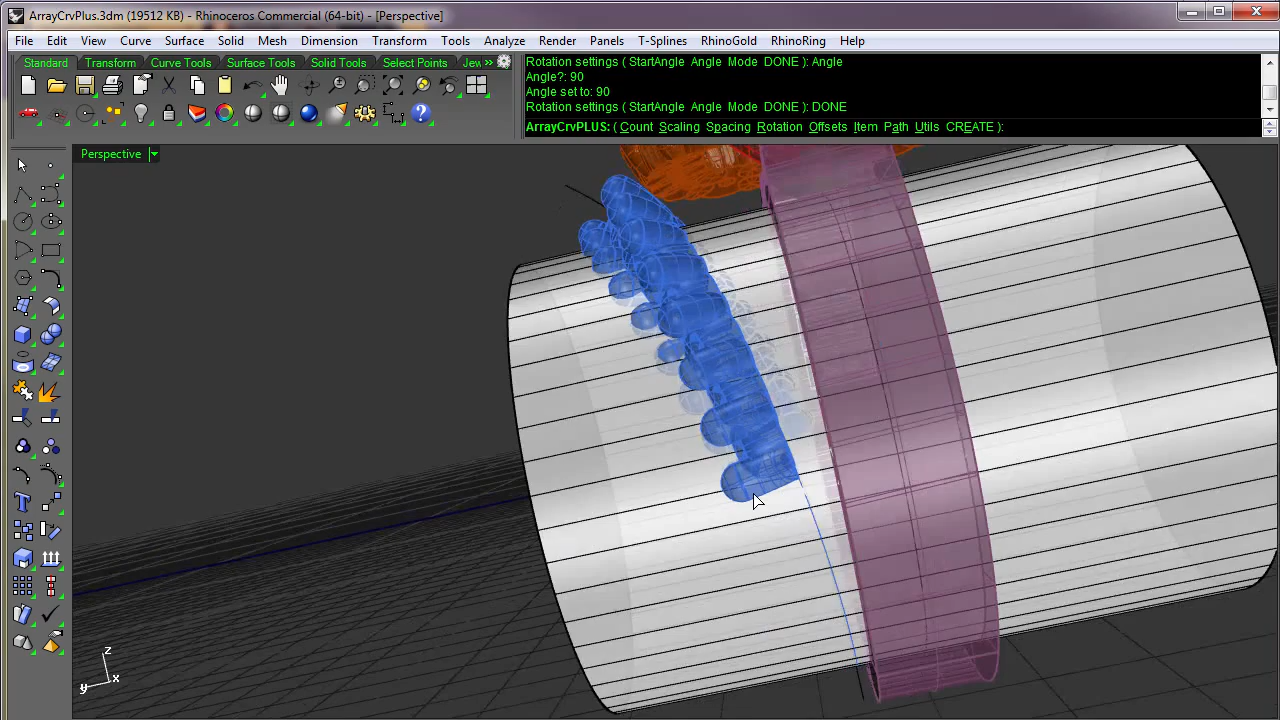 ArrayCrvPlus.3dm (19512 KB) - Rhinoceros Commercial (64-bit) - [Perspective]
File Edit View Curve Surface Solid Mesh Dimension Transform Tools Analyze Render Panels T-Splines RhinoGold RhinoRing Help
Standard Transform Curve Tools Surface Tools Solid Tools Select Points Jew »
Rotation settings ( StartAngle Angle Mode DONE ): Angle
Angle?: 90
Angle set to: 90
Rotation settings ( StartAngle Angle Mode DONE ): DONE
ArrayCrvPLUS: ( Count Scaling Spacing Rotation Offsets Item Path Utils CREATE ):
Perspective
z
y
x